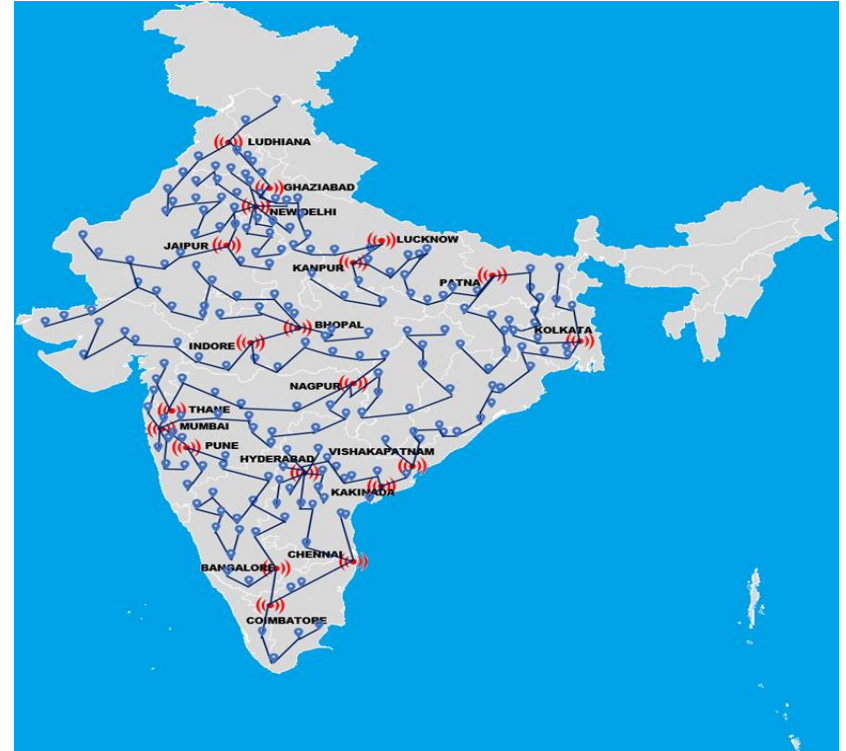 LUDHIANA
GHAZIABAD
NEW DELHI
JAIPUR
LUCKNOW
KANPUR
PATNA
BHOPAL
KOLKATA
INDORE
NAGPUR
THANE
MUMBAI
PUNE
VISHAKAPATNAM
HYDERABAD
KAKINADA
CHENNAI
BANGALORE
COIMBATORE